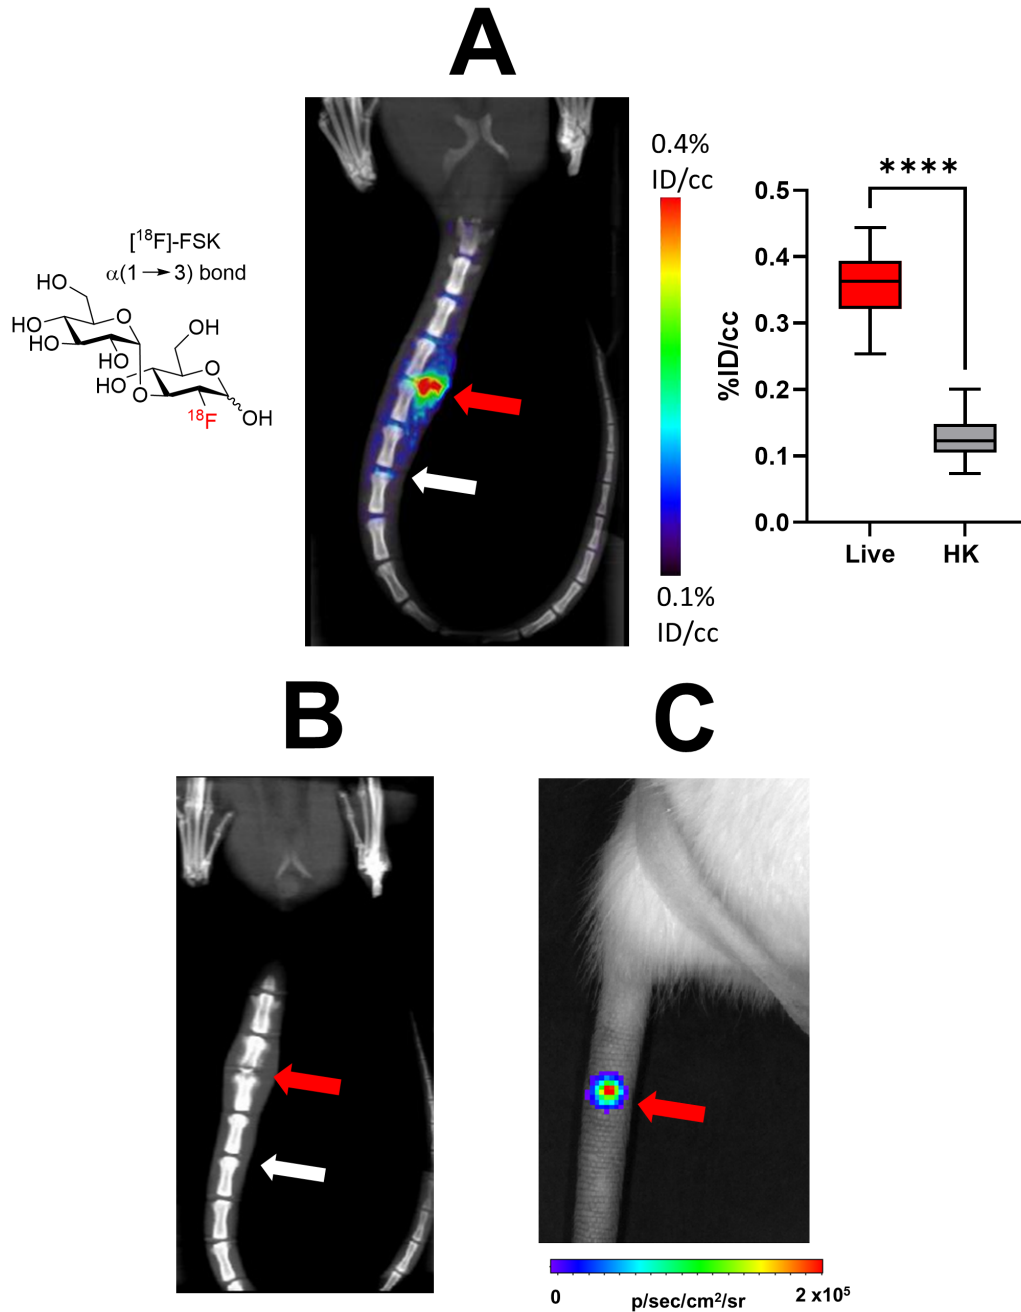 A
[¹⁸F]-FSK
α(1→3) bond
HO
HO
HO
HO
O
OH
HO
O
O
¹⁸F
OH
0.4%
ID/cc
0.1%
ID/cc
****
%ID/cc
0.5
0.4
0.3
0.2
0.1
0.0
Live
HK
B
C
0
p/sec/cm²/sr
2 x10⁵